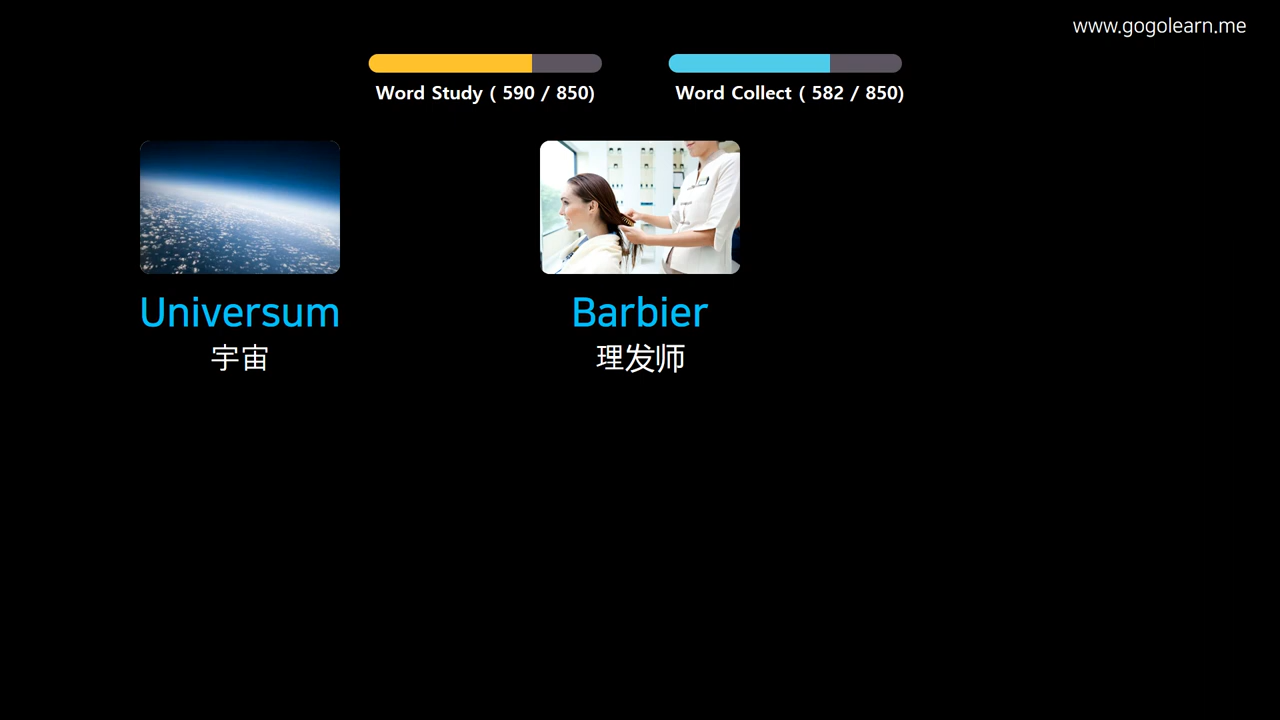 www.gogolearn.me
Word Study ( 590 / 850)
Word Collect ( 582 / 850)
Universum
宇宙
Barbier
理发师